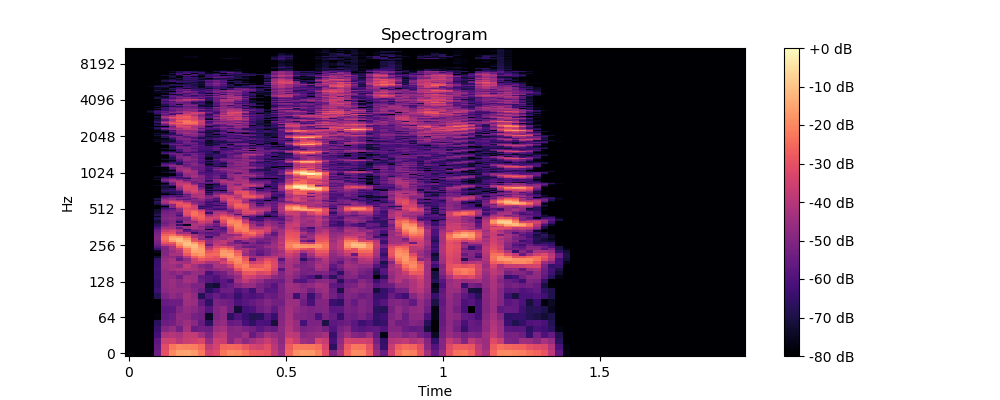 Spectrogram
8192
4096
2048
1024
512
256
128
64
0
Hz
0
0.5
1
1.5
Time
+0 dB
-10 dB
-20 dB
-30 dB
-40 dB
-50 dB
-60 dB
-70 dB
-80 dB